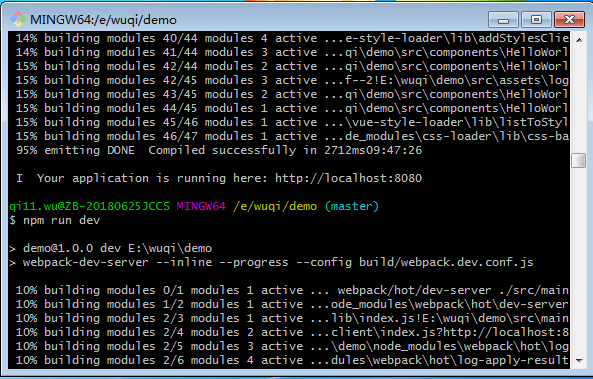 MINGW64:/e/wuqi/demo
14% building modules 40/44 modules 4 active ...e-style-loader\lib\addStylesClie
14% building modules 41/44 modules 3 active ...qi\demo\src\components\HelloWorl
15% building modules 42/44 modules 2 active ...qi\demo\src\components\HelloWorl
15% building modules 42/45 modules 3 active ...f--2!E:\wuqi\demo\src\assets\log
15% building modules 43/45 modules 2 active ...qi\demo\src\components\HelloWorl
15% building modules 44/45 modules 1 active ...qi\demo\src\components\HelloWorl
15% building modules 45/46 modules 1 active ...\vue-style-loader\lib\listToStyl
15% building modules 46/47 modules 1 active ...de_modules\css-loader\lib\css-ba
95% emitting DONE  Compiled successfully in 2712ms09:47:26
I  Your application is running here: http://localhost:8080
qi11.wu@ZB-20180625JCCS MINGW64 /e/wuqi/demo (master)
$ npm run dev
> demo@1.0.0 dev E:\wuqi\demo
> webpack-dev-server --inline --progress --config build/webpack.dev.conf.js
10% building modules 0/1 modules 1 active ... webpack/hot/dev-server ./src/main
10% building modules 1/2 modules 1 active ...ode_modules\webpack\hot\dev-server
10% building modules 2/3 modules 1 active ...lib\index.js!E:\wuqi\demo\src\main
10% building modules 2/4 modules 2 active ...client\index.js?http://localhost:8
10% building modules 2/5 modules 3 active ...\demo\node_modules\webpack\hot\log
10% building modules 2/6 modules 4 active ...dules\webpack\hot\log-apply-result